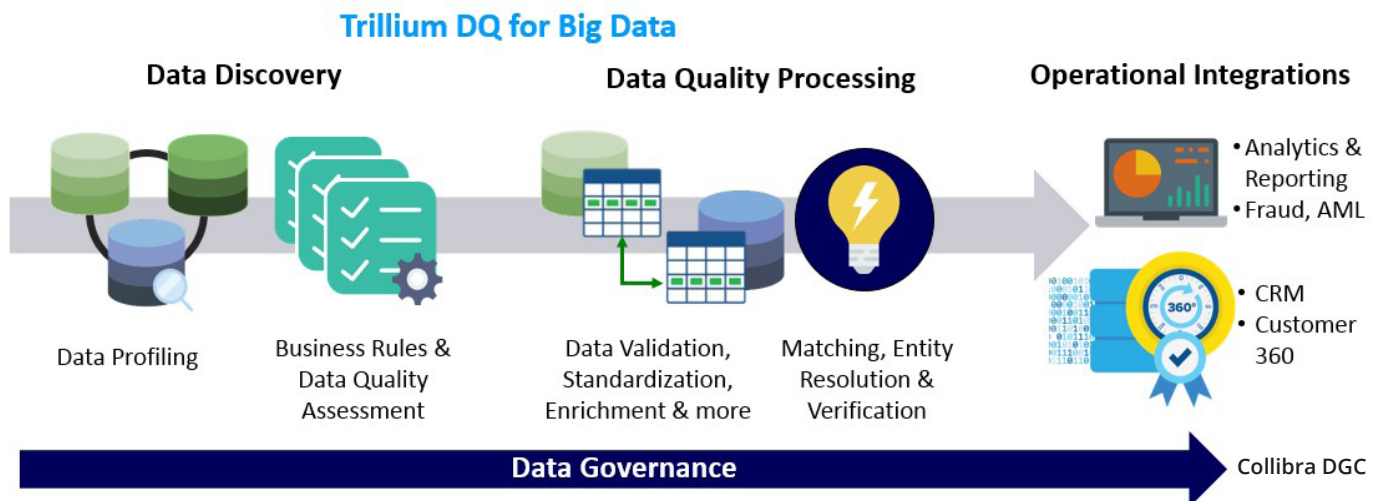 Trillium DQ for Big Data
Data Discovery
Data Quality Processing
Operational Integrations
• Analytics &
Reporting
• Fraud, AML
360°
• CRM
• Customer
360
Data Profiling
Business Rules &
Data Quality
Assessment
Data Validation,
Standardization,
Enrichment & more
Matching, Entity
Resolution &
Verification
Data Governance
Collibra DGC